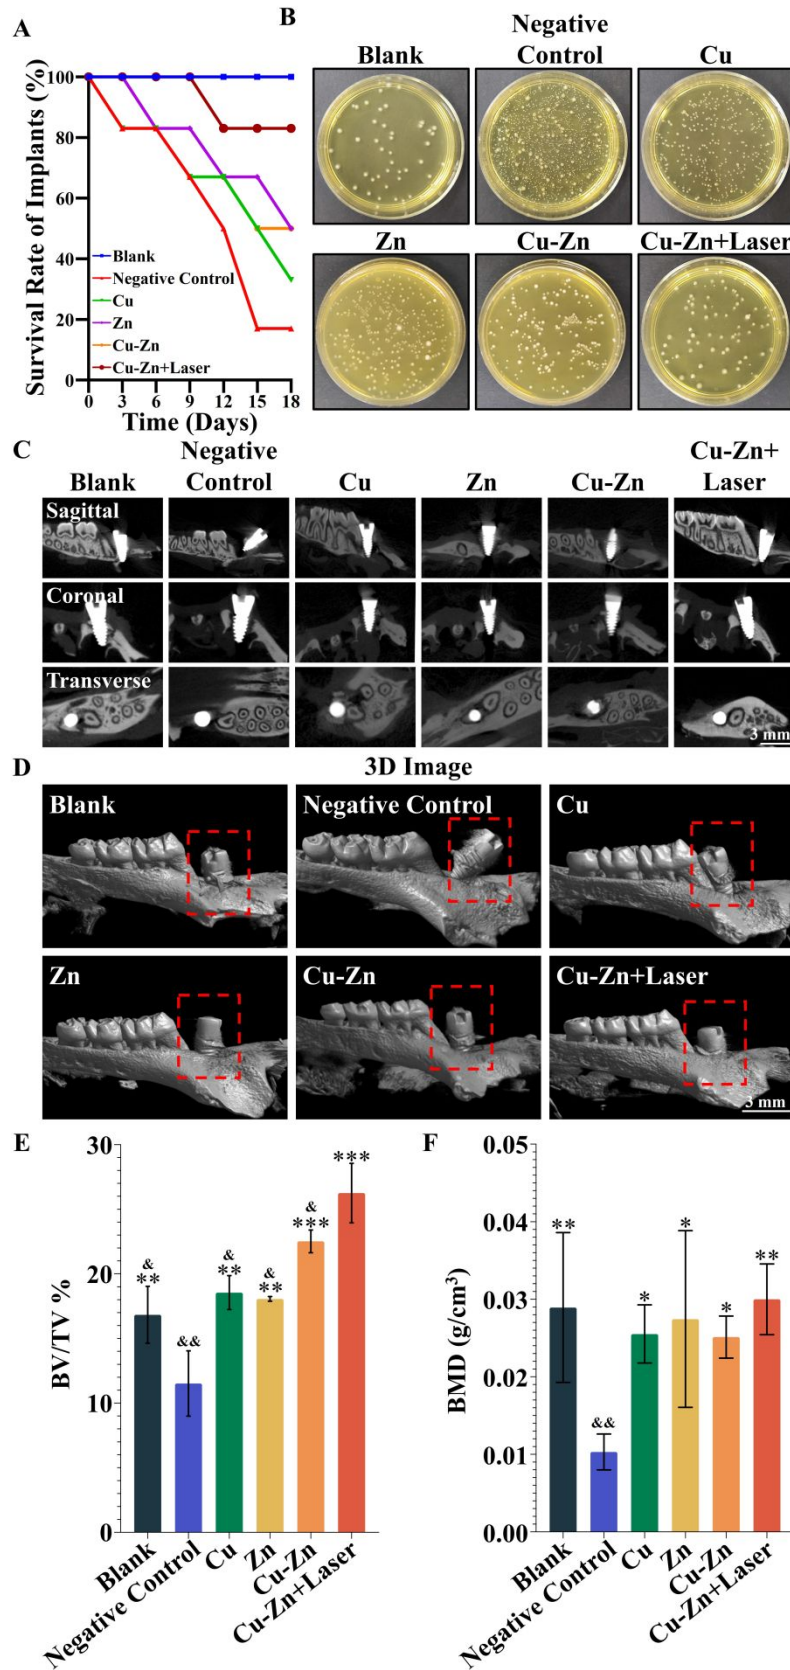 A
Survival Rate of Implants (%)
100
80
60
40
20
0
Blank
Negative Control
Cu
Zn
Cu-Zn
Cu-Zn+Laser
0 3 6 9 12 15 18
Time (Days)
B
Blank
Negative
Control
Cu
Zn
Cu-Zn
Cu-Zn+Laser
C
Blank
Negative
Control
Cu
Zn
Cu-Zn
Cu-Zn+
Laser
Sagittal
Coronal
Transverse
3 mm
D
3D Image
Blank
Negative Control
Cu
Zn
Cu-Zn
Cu-Zn+Laser
3 mm
E
BV/TV %
30
20
10
0
&
**
&&
&
**
&
**
&
***
***
Blank
Negative Control
Cu
Zn
Cu-Zn
Cu-Zn+Laser
F
BMD (g/cm³)
0.05
0.04
0.03
0.02
0.01
0.00
**
&&
*
*
*
**
Blank
Negative Control
Cu
Zn
Cu-Zn
Cu-Zn+Laser